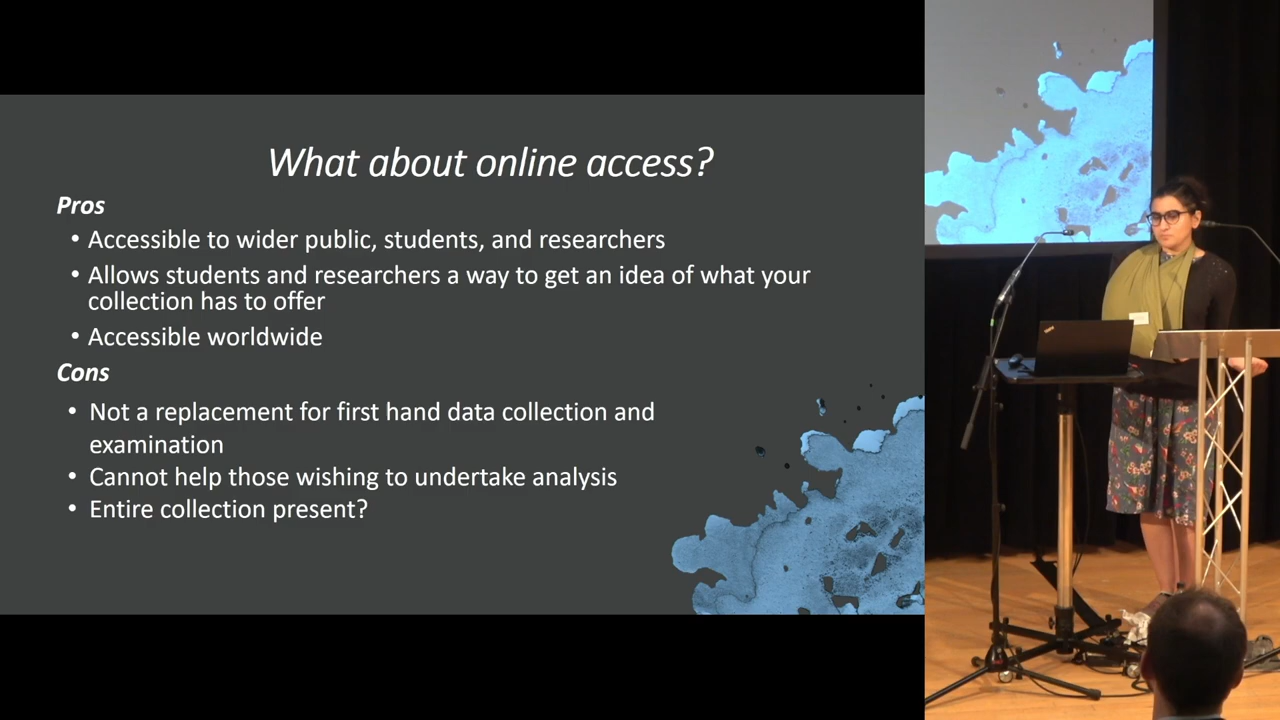 What about online access?
Pros
• Accessible to wider public, students, and researchers
• Allows students and researchers a way to get an idea of what your
collection has to offer
• Accessible worldwide
Cons
• Not a replacement for first hand data collection and
examination
• Cannot help those wishing to undertake analysis
• Entire collection present?